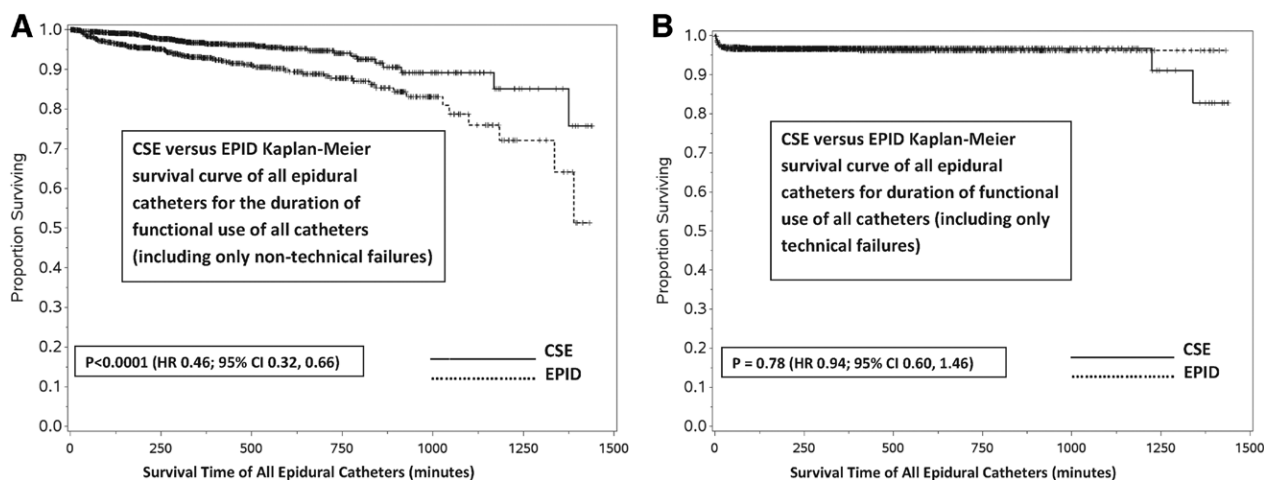 A
1.0
0.9
0.8
0.7
0.6
0.5
0.4
0.3
0.2
0.1
0.0
Proportion Surviving
CSE versus EPID Kaplan-Meier
survival curve of all epidural
catheters for the duration of
functional use of all catheters
(including only non-technical failures)
P<0.0001 (HR 0.46; 95% CI 0.32, 0.66)
CSE
EPID
0 250 500 750 1000 1250 1500
Survival Time of All Epidural Catheters (minutes)
B
1.0
0.9
0.8
0.7
0.6
0.5
0.4
0.3
0.2
0.1
0.0
Proportion Surviving
CSE versus EPID Kaplan-Meier
survival curve of all epidural
catheters for duration of functional
use of all catheters (including only
technical failures)
P = 0.78 (HR 0.94; 95% CI 0.60, 1.46)
CSE
EPID
0 250 500 750 1000 1250 1500
Survival Time of All Epidural Catheters (minutes)